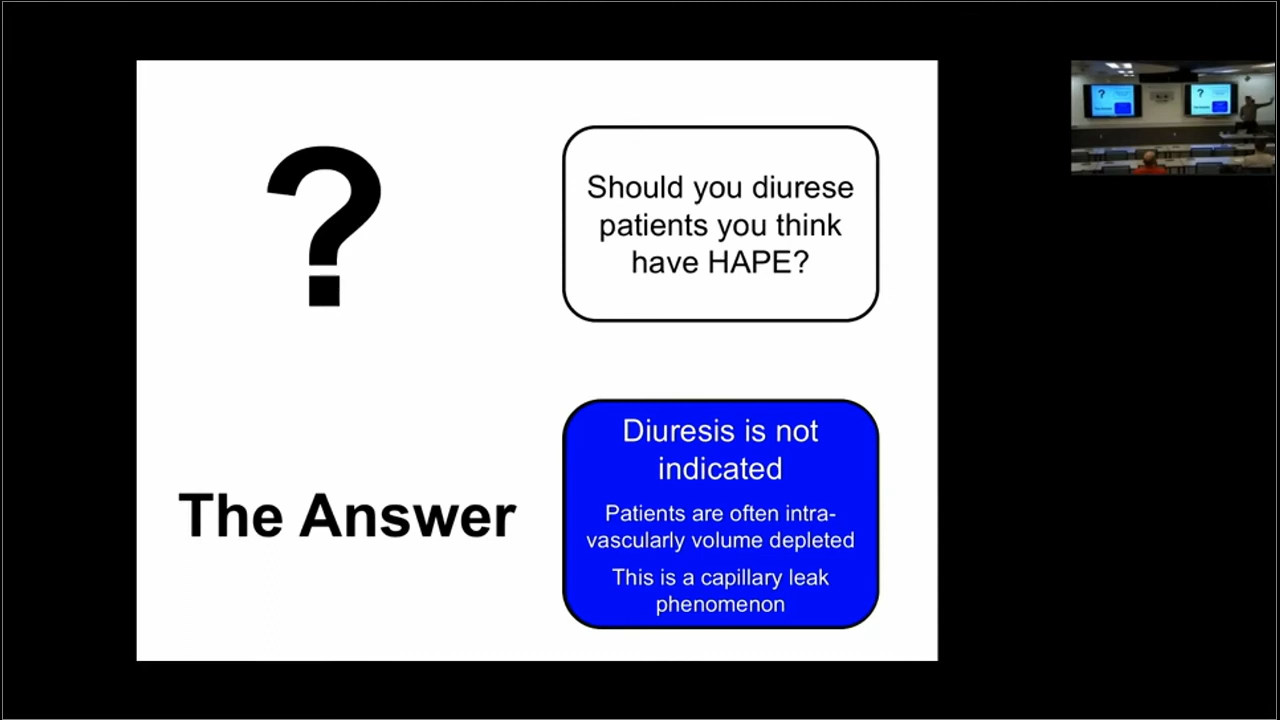 ?
Should you diurese
patients you think
have HAPE?
The Answer
Diuresis is not
indicated
Patients are often intra-
vascularly volume depleted
This is a capillary leak
phenomenon